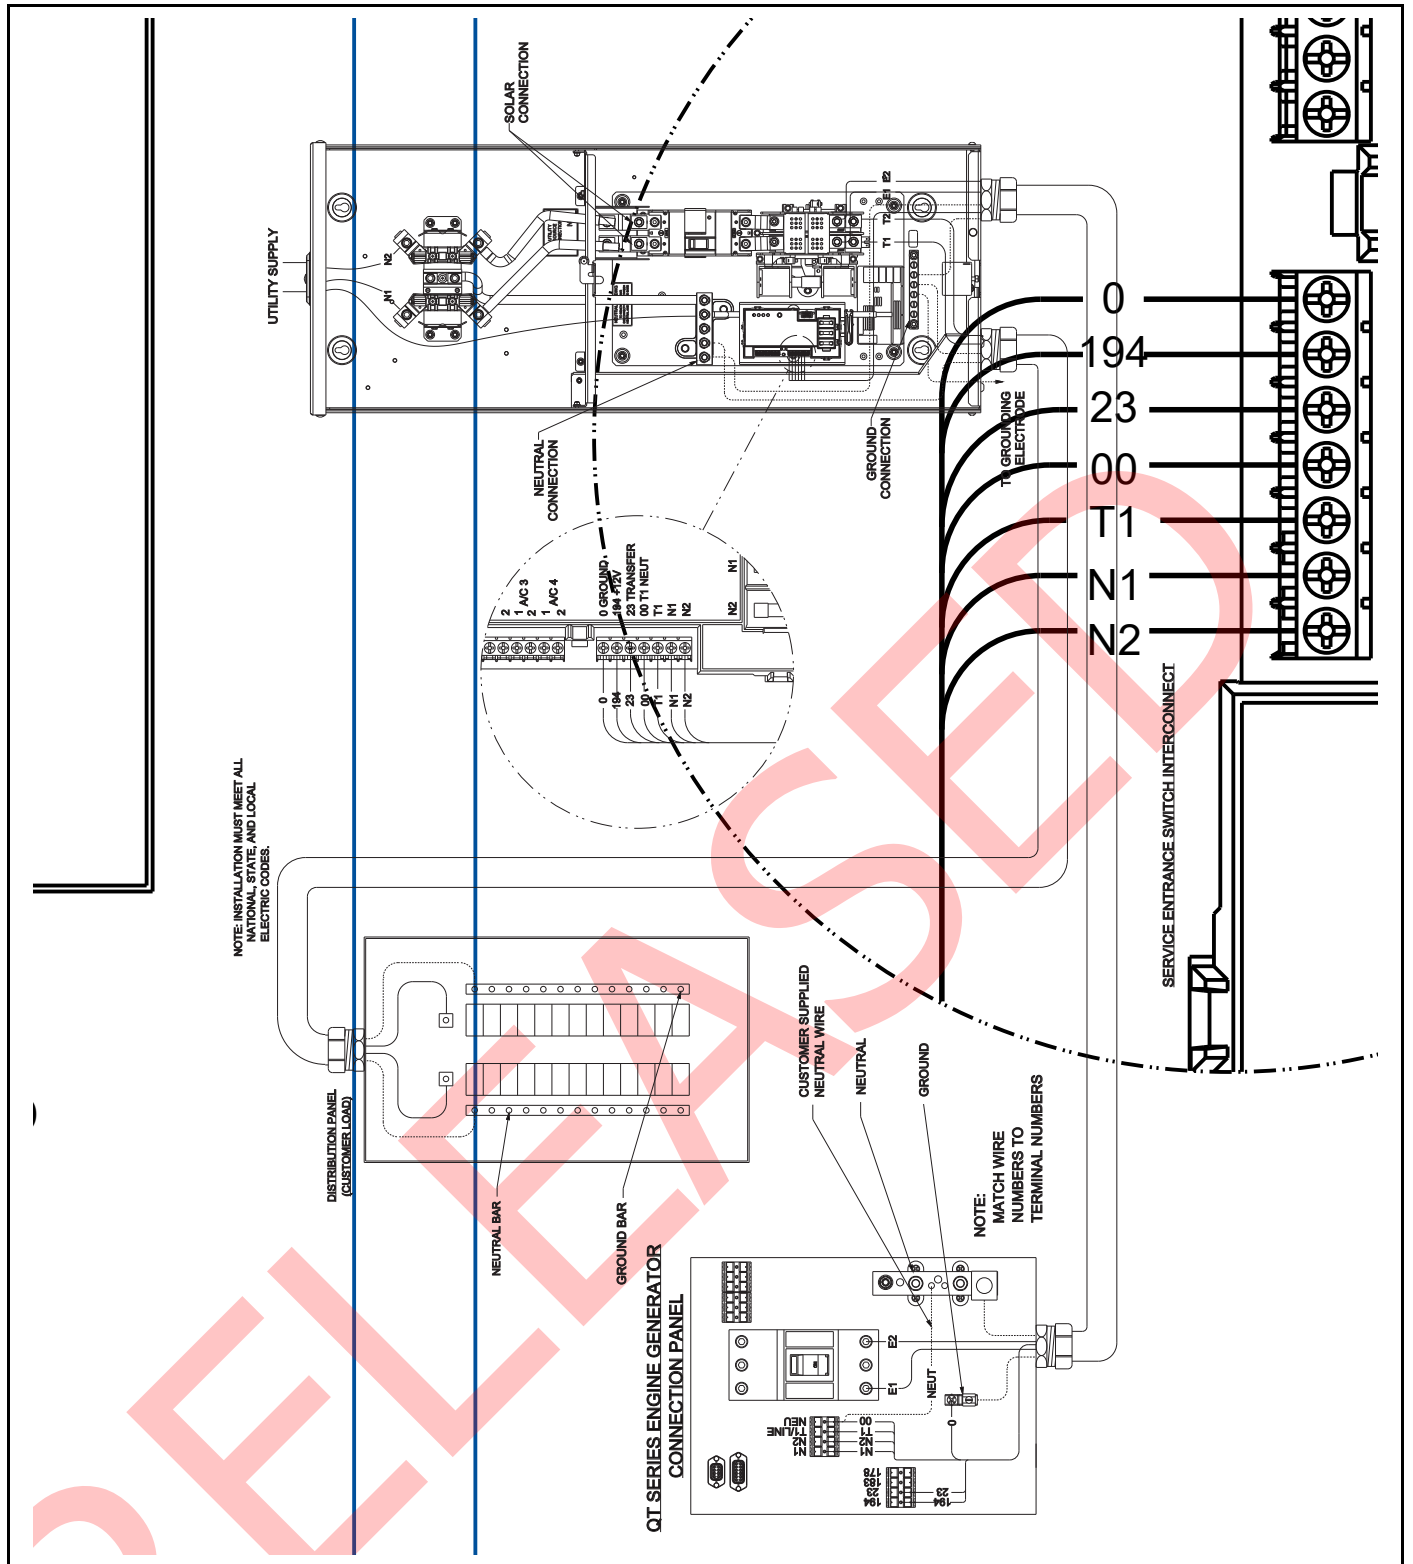 SOLAR
CONNECTION
UTILITY SUPPLY
N2
N1
E2
E1
T2
T1
NEUTRAL
CONNECTION
GROUND
CONNECTION
TO GROUNDING
ELECTRODE
0
194
23
00
T1
N1
N2
SERVICE ENTRANCE SWITCH INTERCONNECT
2
1 A/C 3
2
1 A/C 4
2
0 GROUND
194 +12V
23 TRANSFER
00 T1 NEUT
T1
N1
N2
N2
N1
0
194
23
00
T1
N1
N2
NOTE: INSTALLATION MUST MEET ALL
NATIONAL, STATE, AND LOCAL
ELECTRIC CODES.
DISTRIBUTION PANEL
(CUSTOMER LOAD)
NEUTRAL BAR
GROUND BAR
CUSTOMER SUPPLIED
NEUTRAL WIRE
NEUTRAL
GROUND
NOTE:
MATCH WIRE
NUMBERS TO
TERMINAL NUMBERS
QT SERIES ENGINE GENERATOR
CONNECTION PANEL
E2
E1
NEUT
0
NEU
T1/LINE
N2
N1
00
T1
N2
N1
178
183
23
194
23
194
RELEASED